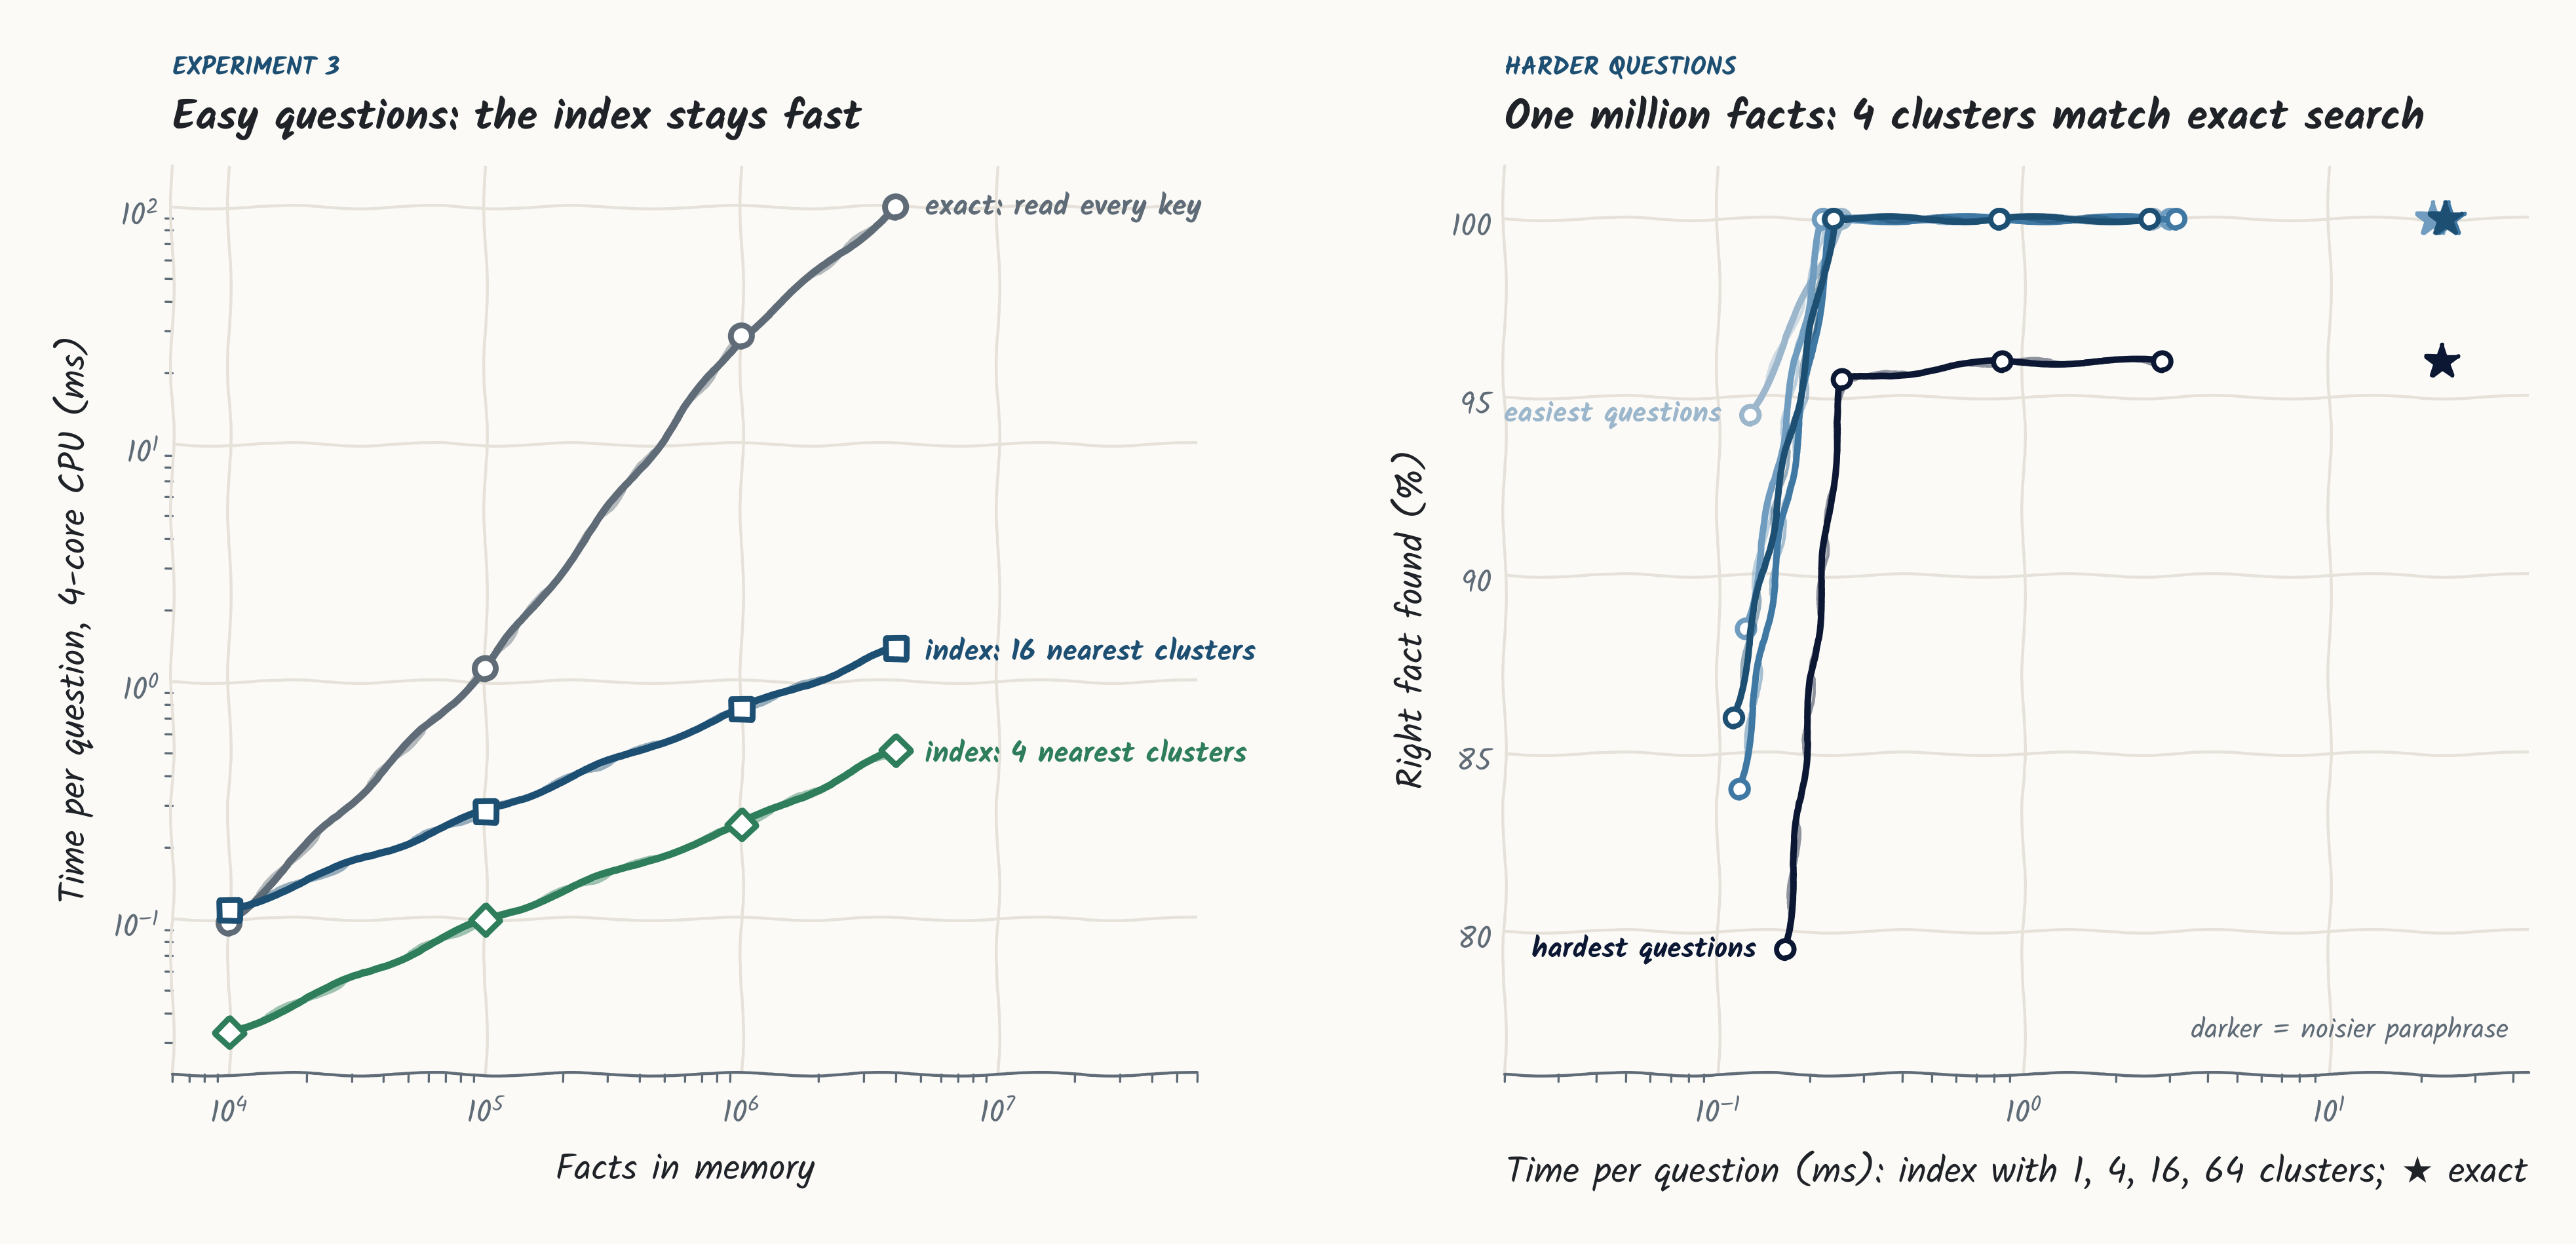 EXPERIMENT 3
Easy questions: the index stays fast
10²
10¹
10⁰
10⁻¹
Time per question, 4-core CPU (ms)
exact: read every key
index: 16 nearest clusters
index: 4 nearest clusters
10⁴ 10⁵ 10⁶ 10⁷
Facts in memory
HARDER QUESTIONS
One million facts: 4 clusters match exact search
100
95
90
85
80
Right fact found (%)
easiest questions
hardest questions
darker = noisier paraphrase
10⁻¹ 10⁰ 10¹
Time per question (ms): index with 1, 4, 16, 64 clusters; ★ exact